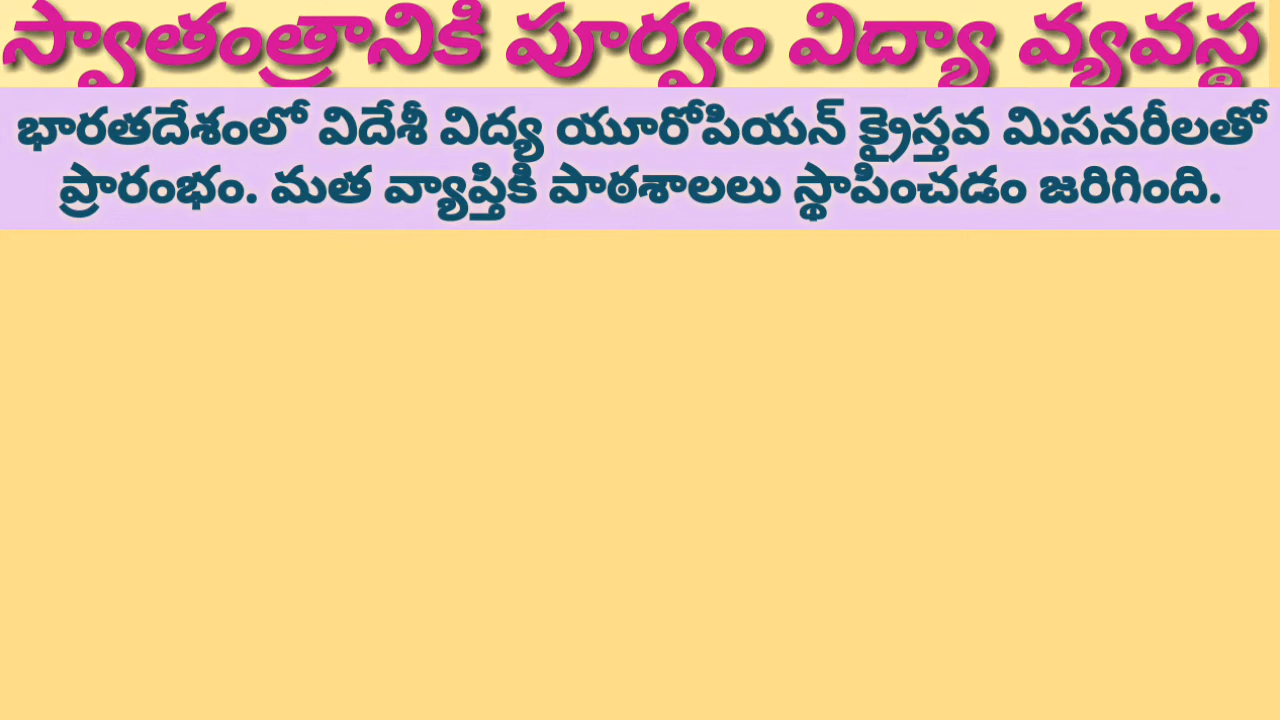 స్వాతంత్రానికి పూర్వం విద్యా వ్యవస్థ
భారతదేశంలో విదేశీ విద్య యూరోపియన్ క్రైస్తవ మిసనరీలతో
ప్రారంభం. మత వ్యాప్తికి పాఠశాలలు స్థాపించడం జరిగింది.